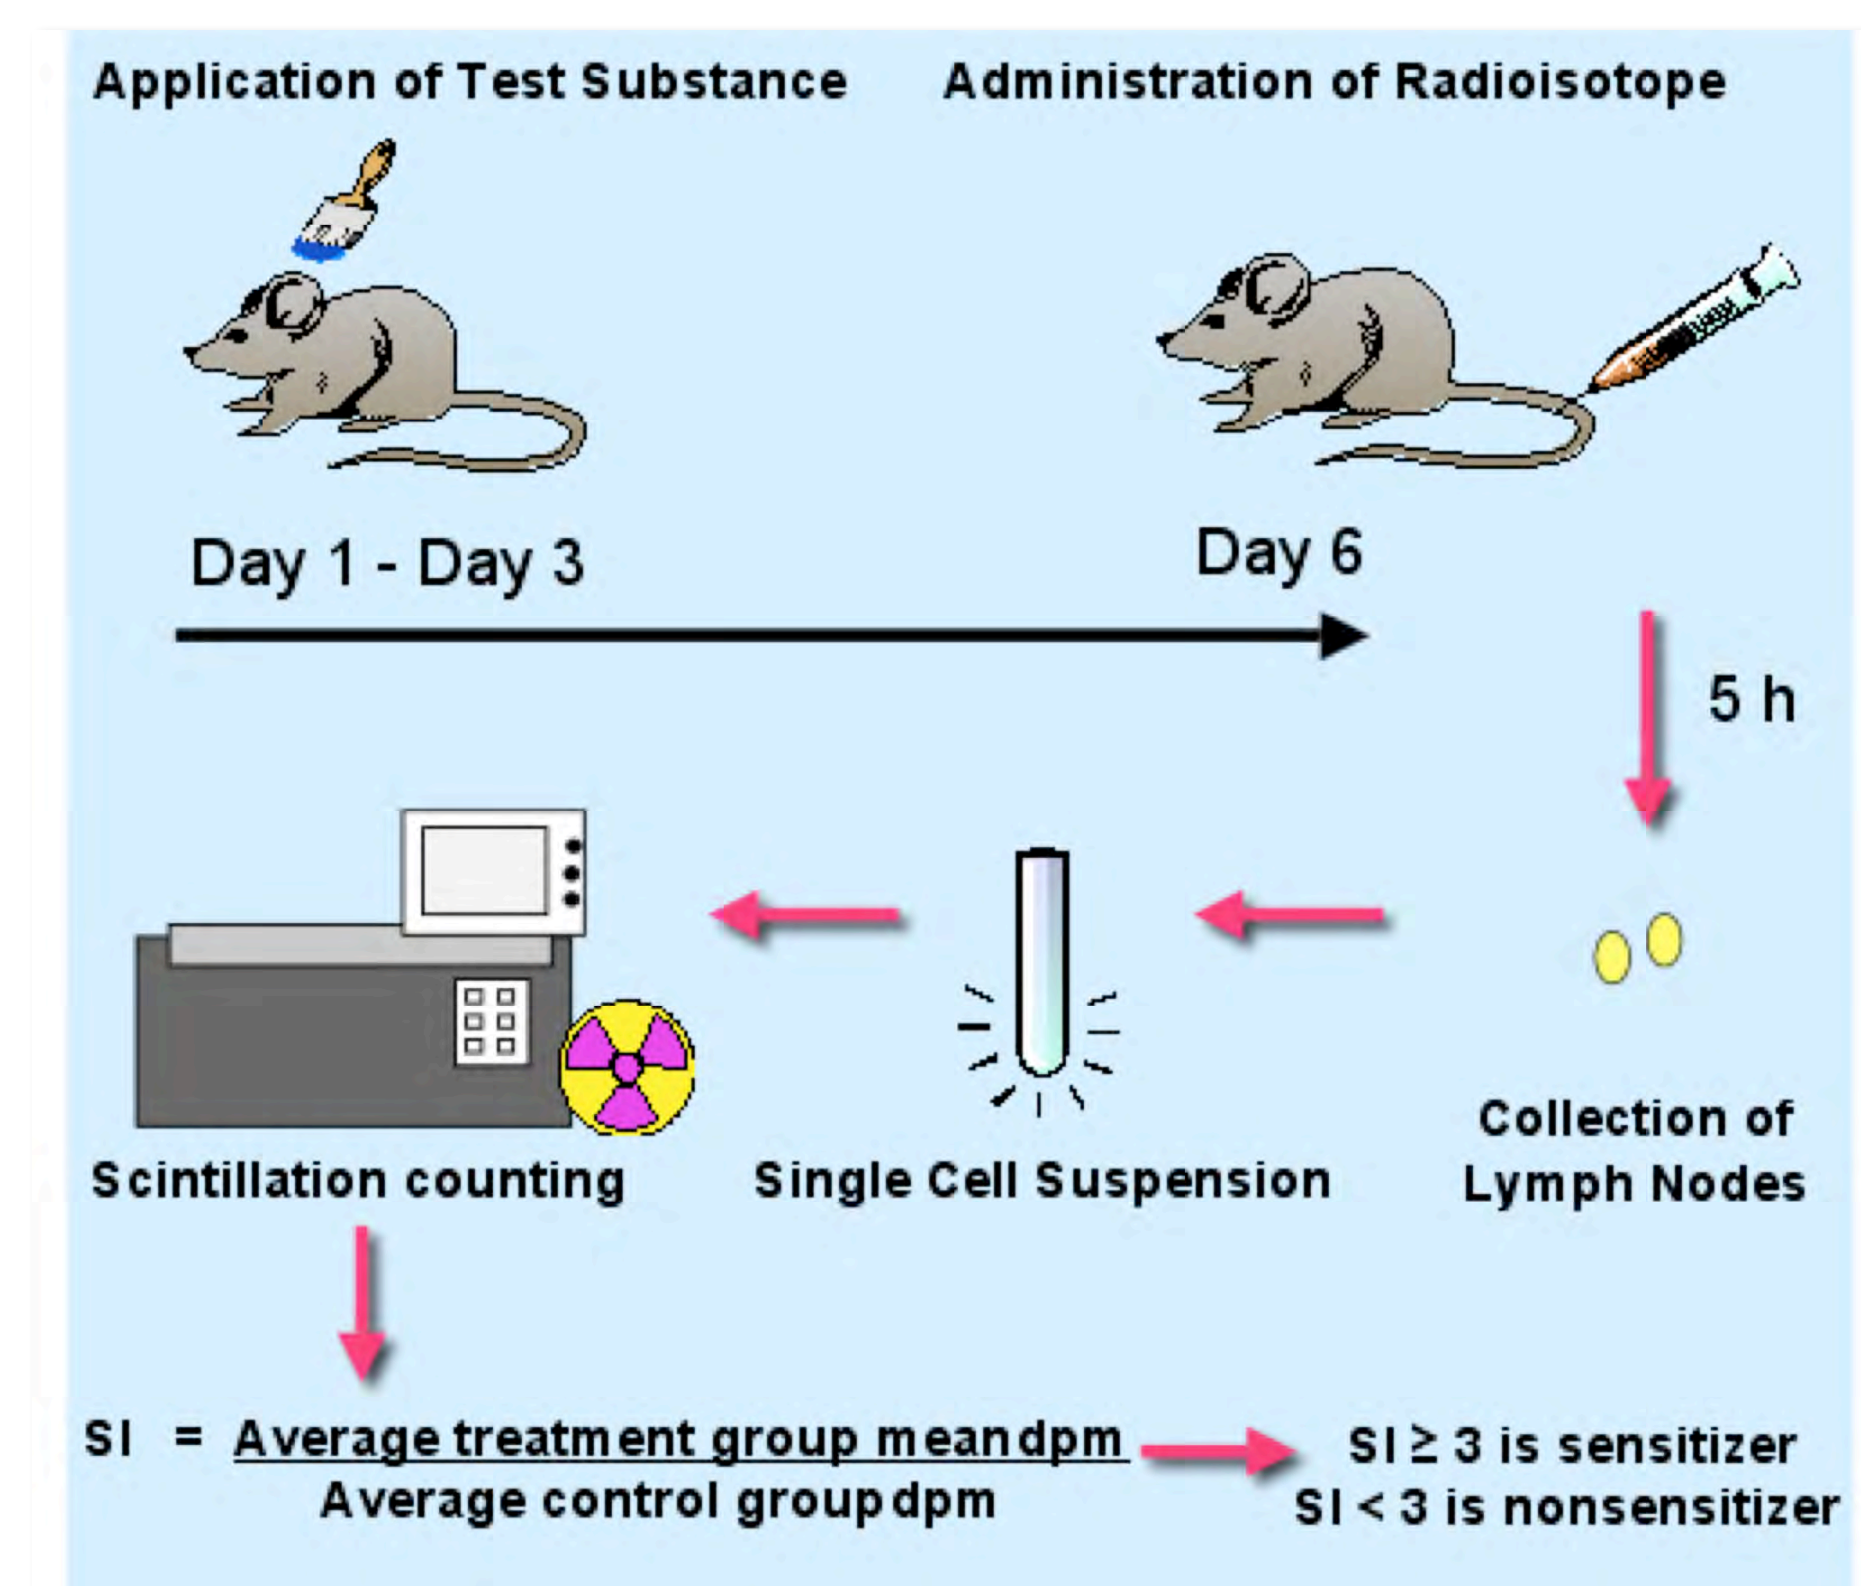 Application of Test Substance
Administration of Radioisotope
Day 1 - Day 3
Day 6
5 h
Collection of
Lymph Nodes
Single Cell Suspension
Scintillation counting
SI = Average treatment group mean dpm
Average control group dpm
SI ≥ 3 is sensitizer
SI < 3 is nonsensitizer